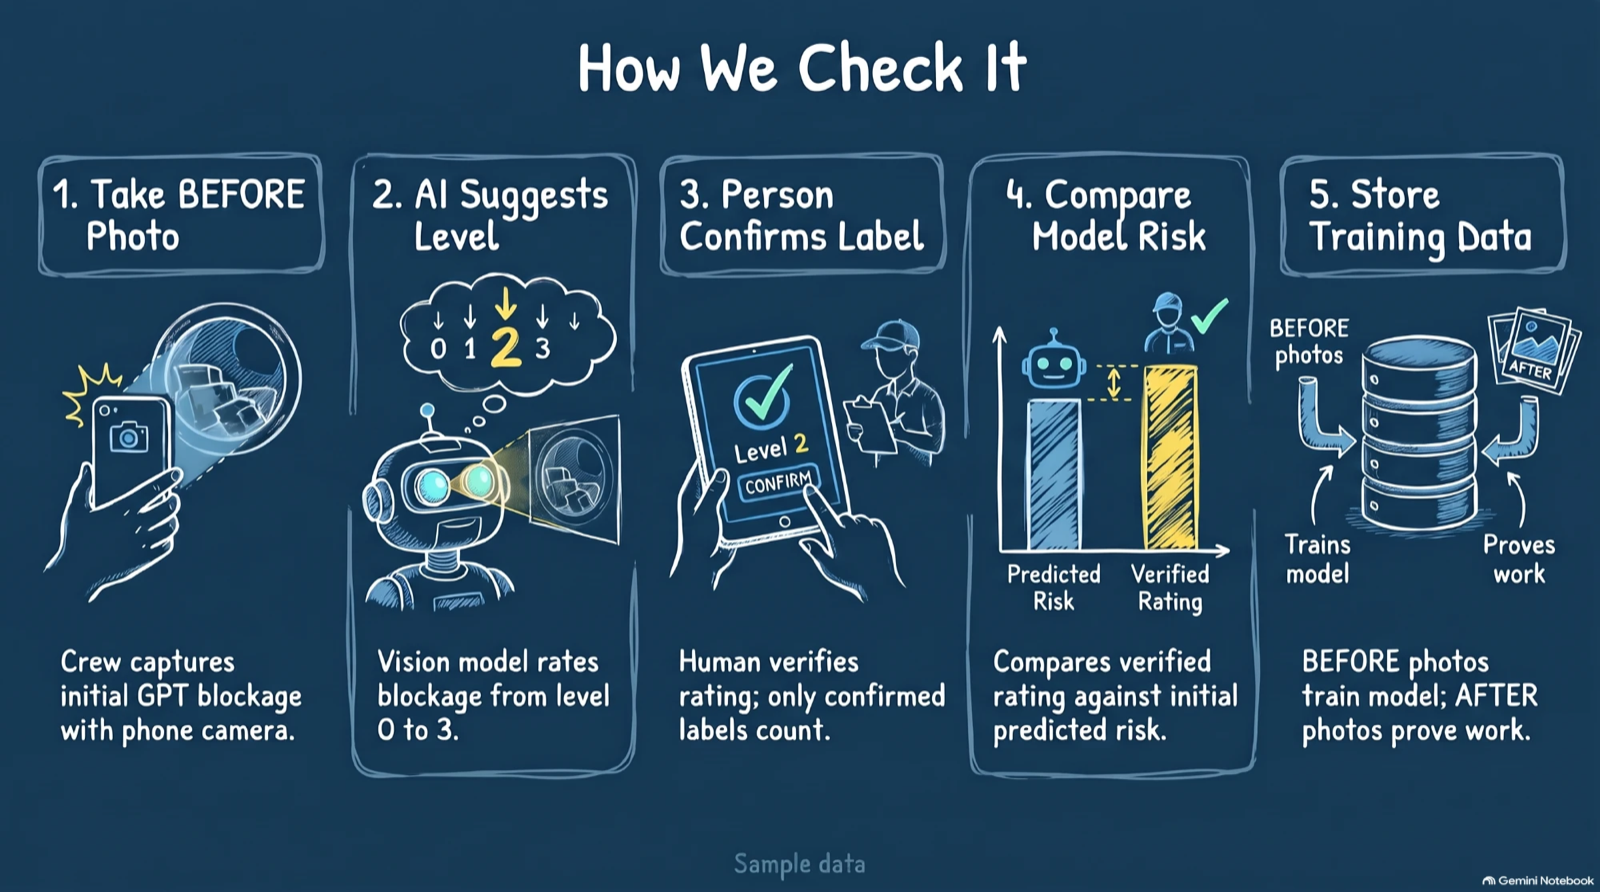 How We Check It
1. Take BEFORE
Photo
Crew captures
initial GPT blockage
with phone camera.
2. AI Suggests
Level
0 1 2 3
Vision model rates
blockage from level
0 to 3.
3. Person
Confirms Label
Level 2
CONFIRM
Human verifies
rating; only confirmed
labels count.
4. Compare
Model Risk
Predicted
Risk
Verified
Rating
Compares verified
rating against initial
predicted risk.
5. Store
Training Data
BEFORE
photos
AFTER
Trains
model
Proves
work
BEFORE photos
train model; AFTER
photos prove work.
Sample data
Gemini Notebook